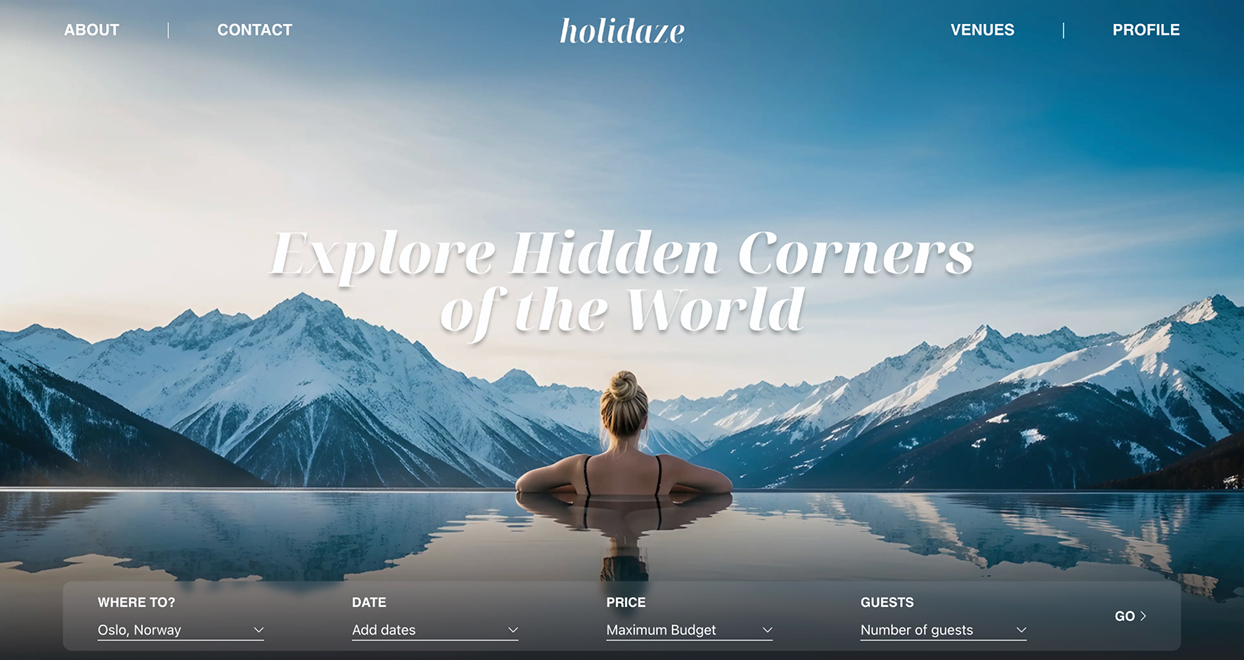 ABOUT | CONTACT
holidaze
VENUES | PROFILE
Explore Hidden Corners
of the World
WHERE TO?
Oslo, Norway
DATE
Add dates
PRICE
Maximum Budget
GUESTS
Number of guests
GO >